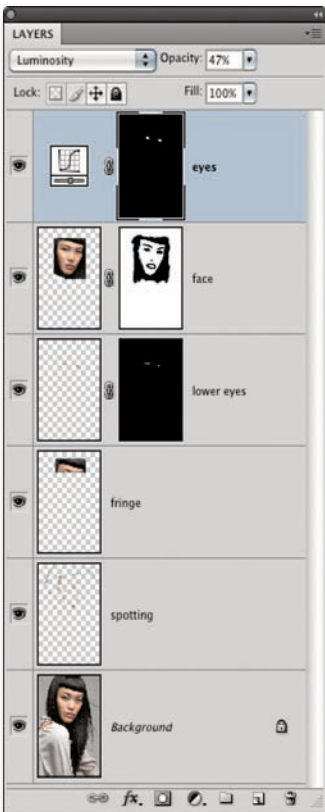 LAYERS
Luminosity Opacity: 47%
Lock: Fill: 100%
eyes
face
lower eyes
fringe
spotting
Background
fx.